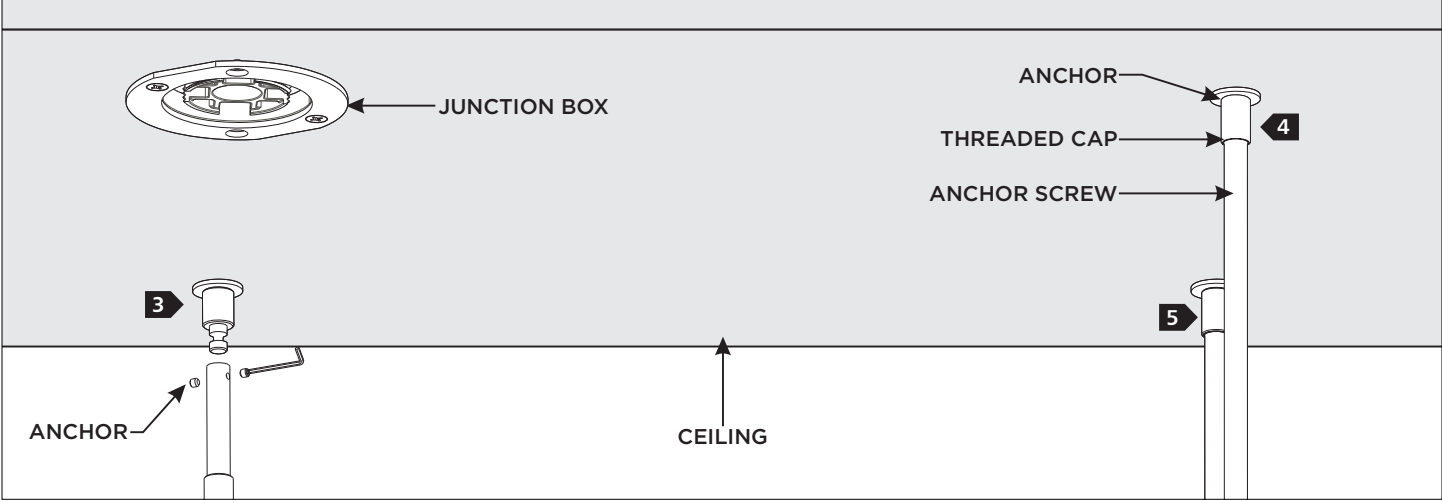 ANCHOR
JUNCTION BOX
4
THREADED CAP
ANCHOR SCREW
3
5
ANCHOR
CEILING